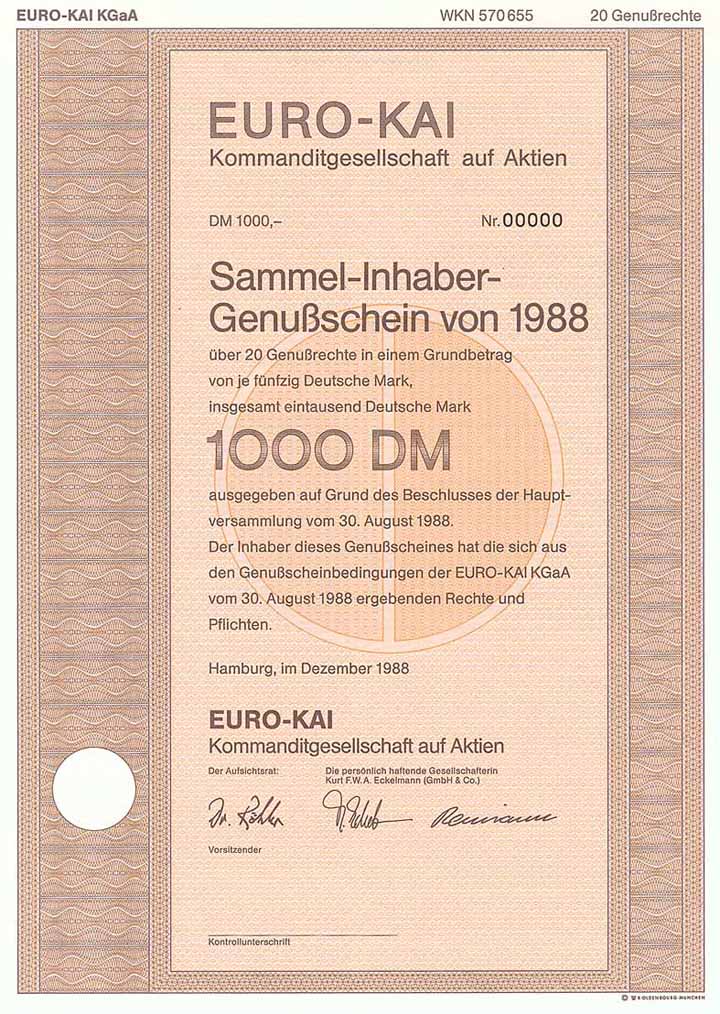 EURO-KAI KGaA WKN 570655 20 Genußrechte
EURO-KAI
Kommanditgesellschaft auf Aktien
DM 1000,– Nr. 00000
Sammel-Inhaber-
Genußschein von 1988
über 20 Genußrechte in einem Grundbetrag
von je fünfzig Deutsche Mark,
insgesamt eintausend Deutsche Mark
1000 DM
ausgegeben auf Grund des Beschlusses der Haupt-
versammlung vom 30. August 1988.
Der Inhaber dieses Genußscheines hat die sich aus
den Genußscheinbedingungen der EURO-KAI KGaA
vom 30. August 1988 ergebenden Rechte und
Pflichten.
Hamburg, im Dezember 1988
EURO-KAI
Kommanditgesellschaft auf Aktien
Der Aufsichtsrat: Die persönlich haftende Gesellschafterin
Kurt F.W. A. Eckelmann (GmbH & Co.)
Vorsitzender
Kontrollunterschrift
R·OLDENBOURG·MÜNCHEN